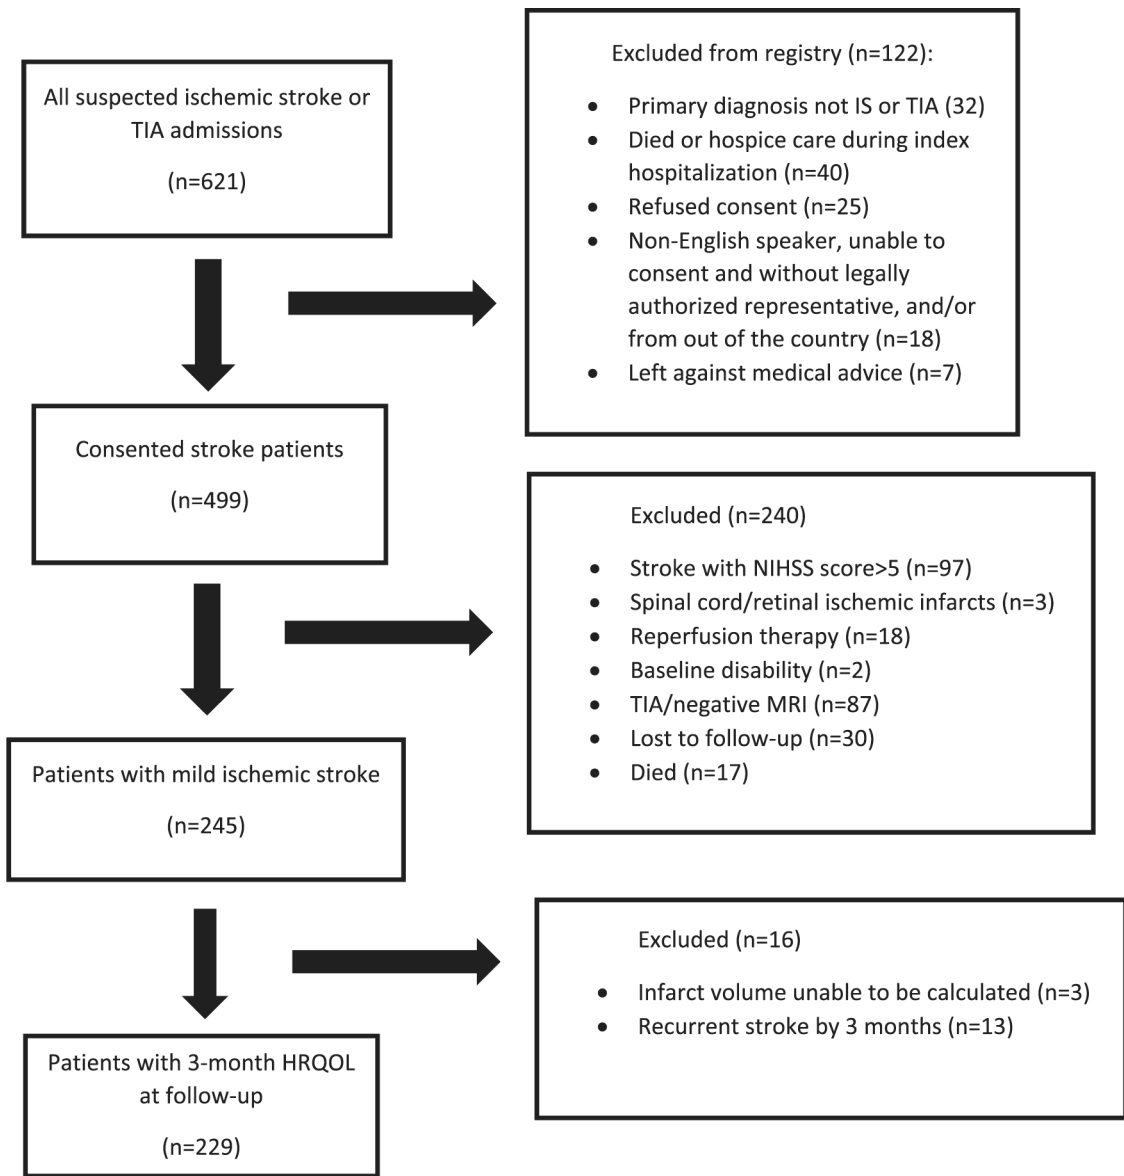 All suspected ischemic stroke or
TIA admissions
(n=621)
Excluded from registry (n=122):
• Primary diagnosis not IS or TIA (32)
• Died or hospice care during index
hospitalization (n=40)
• Refused consent (n=25)
• Non-English speaker, unable to
consent and without legally
authorized representative, and/or
from out of the country (n=18)
• Left against medical advice (n=7)
Consented stroke patients
(n=499)
Excluded (n=240)
• Stroke with NIHSS score>5 (n=97)
• Spinal cord/retinal ischemic infarcts (n=3)
• Reperfusion therapy (n=18)
• Baseline disability (n=2)
• TIA/negative MRI (n=87)
• Lost to follow-up (n=30)
• Died (n=17)
Patients with mild ischemic stroke
(n=245)
Excluded (n=16)
• Infarct volume unable to be calculated (n=3)
• Recurrent stroke by 3 months (n=13)
Patients with 3-month HRQOL
at follow-up
(n=229)